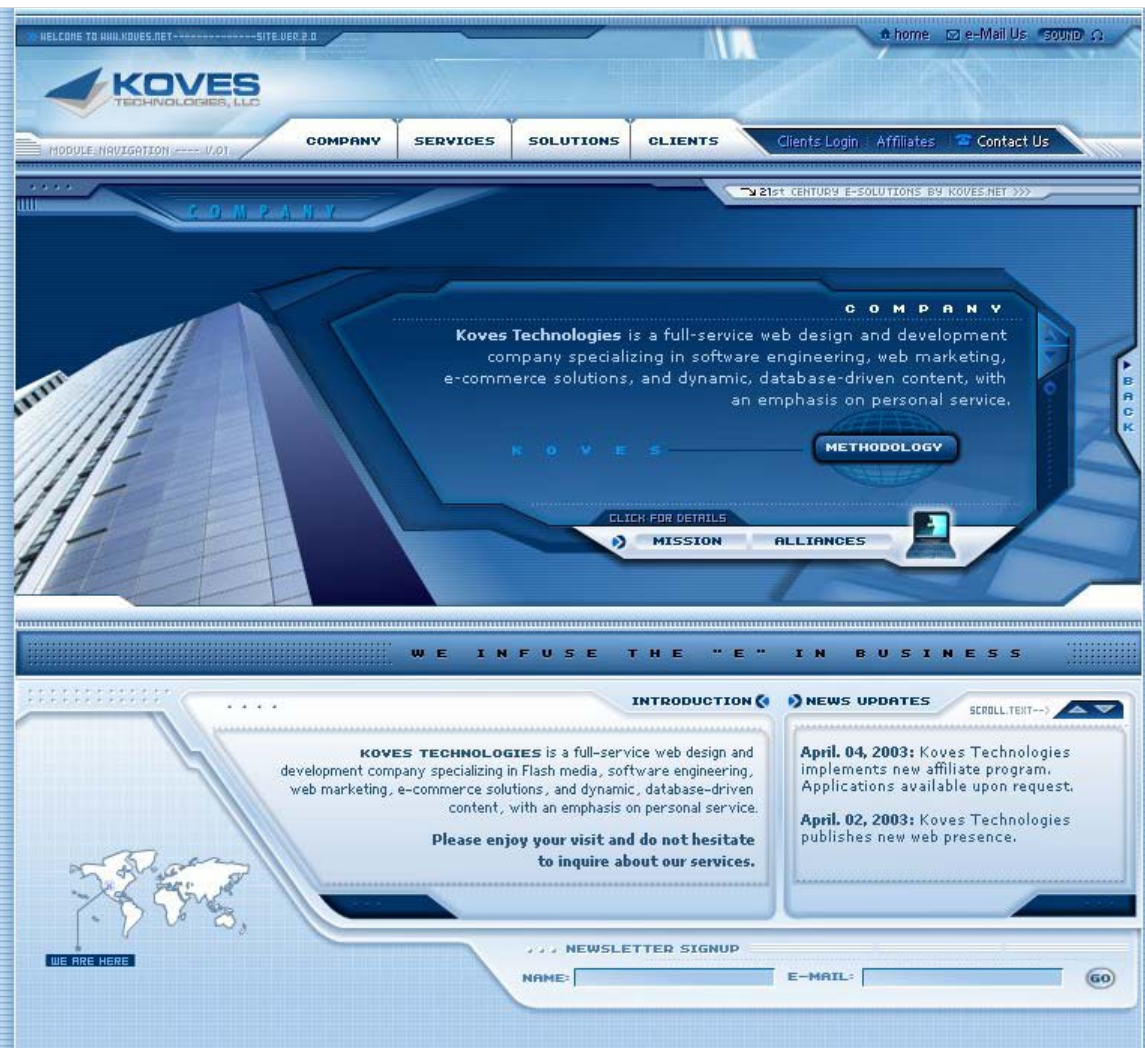 WELCOME TO WWW.KOVES.NET--------------SITE.VER 2.0
home e-Mail Us SOUND
KOVES
TECHNOLOGIES, LLC
MODULE NAVIGATION ---- V.01
COMPANY SERVICES SOLUTIONS CLIENTS
Clients Login Affiliates Contact Us
COMPANY
21st CENTURY E-SOLUTIONS BY KOVES.NET >>>
COMPANY
Koves Technologies is a full-service web design and development
company specializing in software engineering, web marketing,
e-commerce solutions, and dynamic, database-driven content, with
an emphasis on personal service.
BACK
KOVES
METHODOLOGY
CLICK FOR DETAILS
MISSION ALLIANCES
WE INFUSE THE "E" IN BUSINESS
INTRODUCTION
KOVES TECHNOLOGIES is a full-service web design and
development company specializing in Flash media, software engineering,
web marketing, e-commerce solutions, and dynamic, database-driven
content, with an emphasis on personal service.
Please enjoy your visit and do not hesitate
to inquire about our services.
NEWS UPDATES
SCROLL.TEXT-->
April. 04, 2003: Koves Technologies
implements new affiliate program.
Applications available upon request.
April. 02, 2003: Koves Technologies
publishes new web presence.
WE ARE HERE
... NEWSLETTER SIGNUP
NAME: E-MAIL: GO